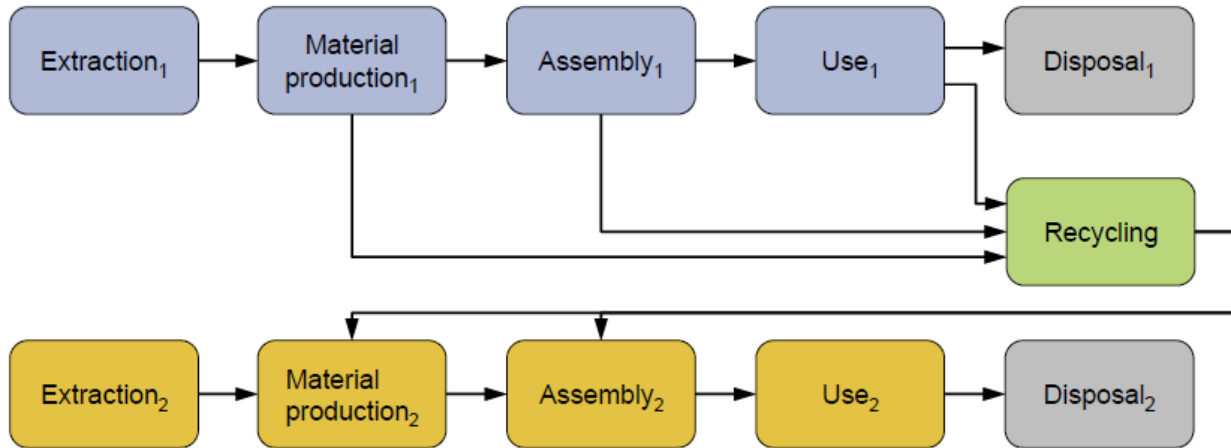 Extraction₁
Material
production₁
Assembly₁
Use₁
Disposal₁
Recycling
Extraction₂
Material
production₂
Assembly₂
Use₂
Disposal₂